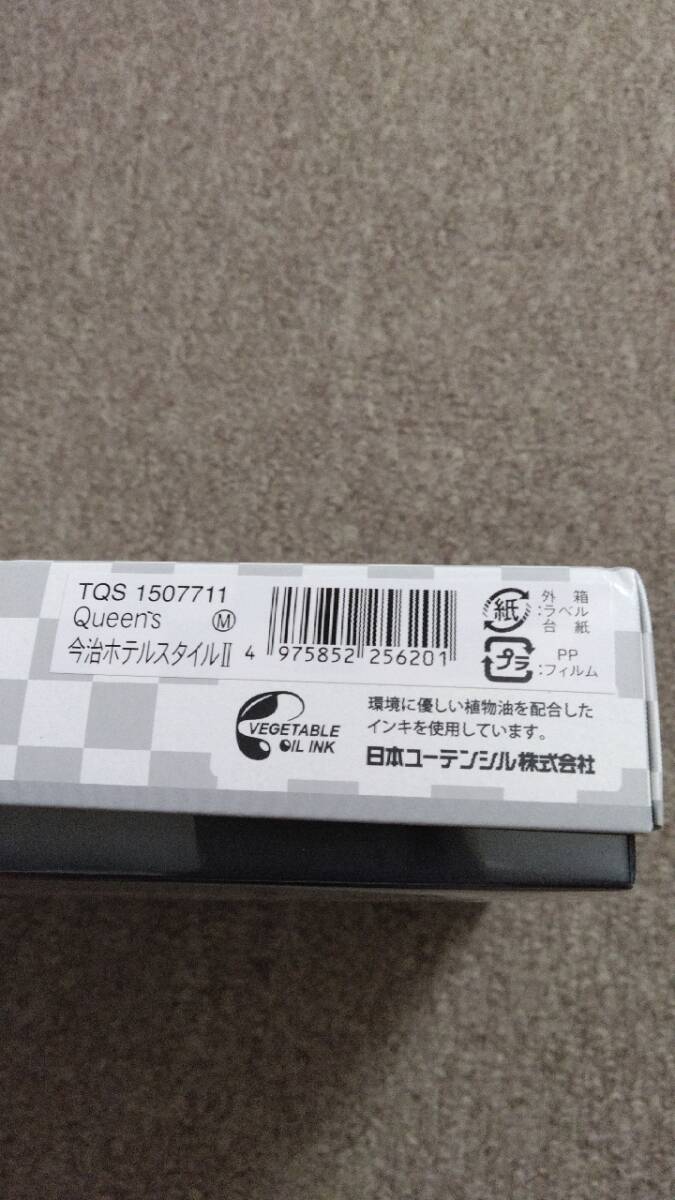 TQS 1507711
Queen's Ⓜ
今治ホテルスタイルⅡ
4 975852 256201
紙
外箱
:ラベル
台紙
プラ
PP
:フィルム
VEGETABLE
OIL INK
環境に優しい植物油を配合した
インキを使用しています。
日本ユーテンシル株式会社